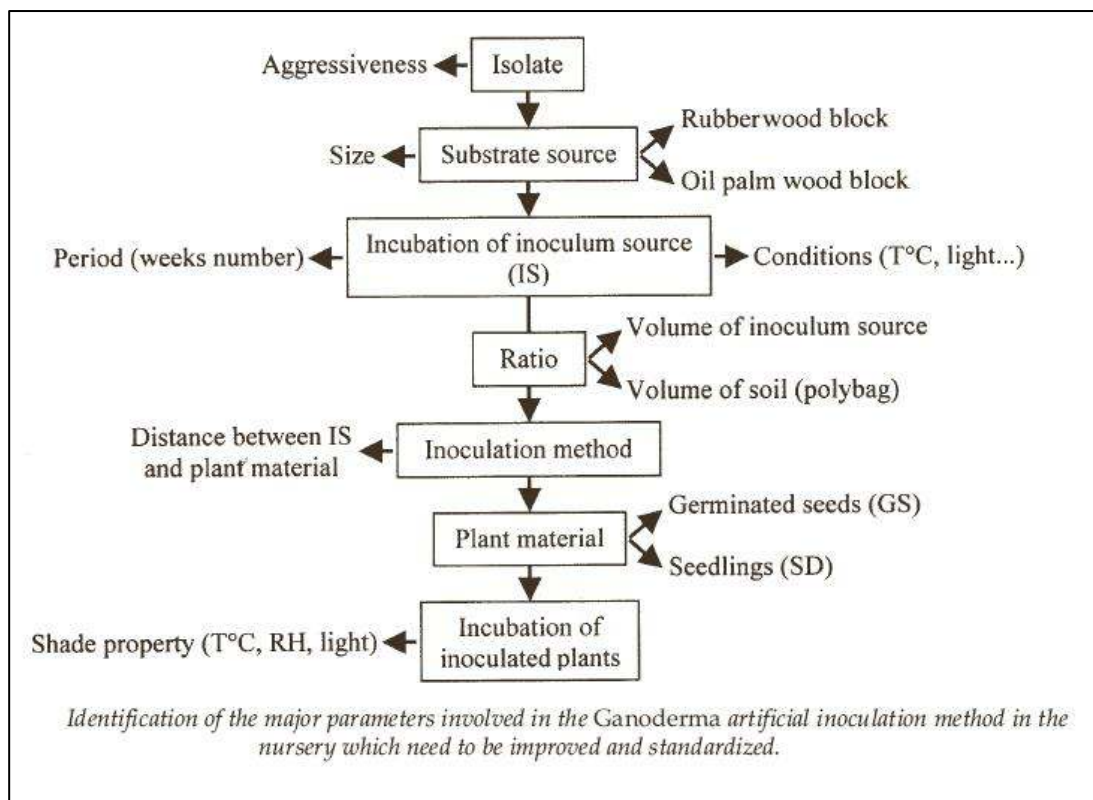 Aggressiveness
Isolate
Rubberwood block
Size
Substrate source
Oil palm wood block
Period (weeks number)
Incubation of inoculum source
(IS)
Conditions (T°C, light...)
Volume of inoculum source
Ratio
Volume of soil (polybag)
Distance between IS
and plant material
Inoculation method
Germinated seeds (GS)
Plant material
Seedlings (SD)
Shade property (T°C, RH, light)
Incubation of
inoculated plants
Identification of the major parameters involved in the Ganoderma artificial inoculation method in the
nursery which need to be improved and standardized.